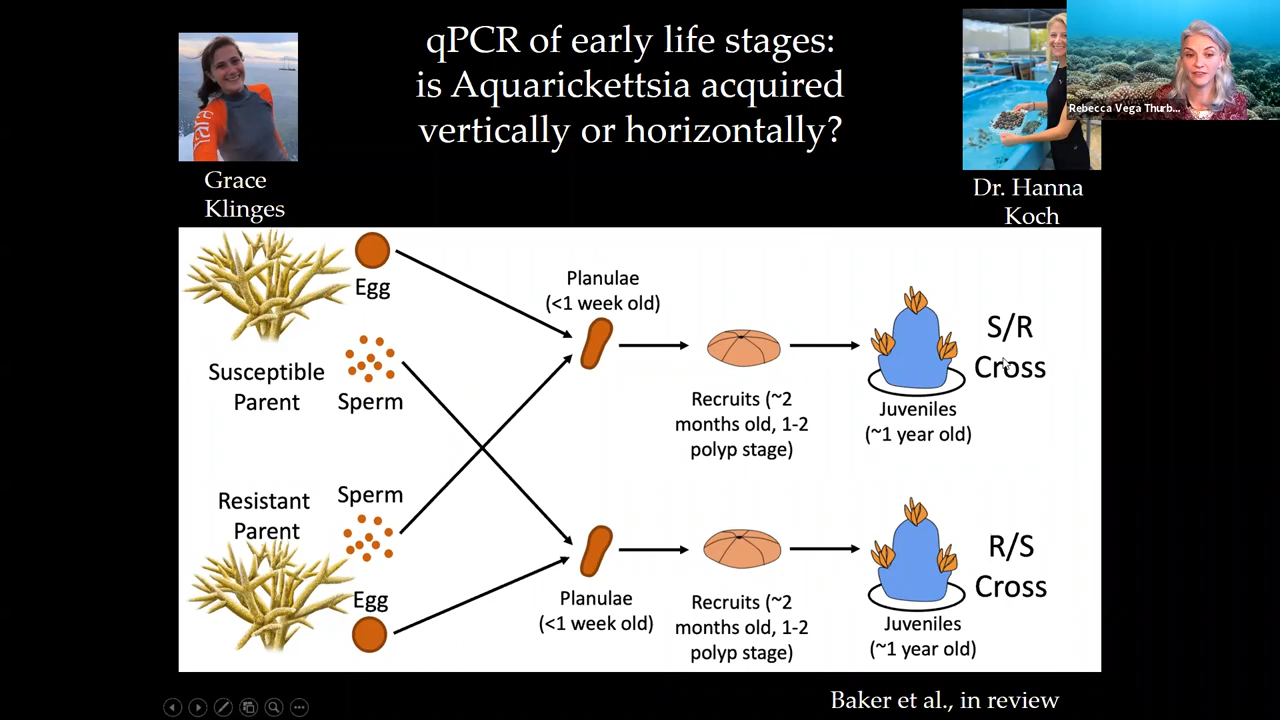 qPCR of early life stages:
is Aquarickettsia acquired
vertically or horizontally?
Rebecca Vega Thurb...
Grace
Klinges
Dr. Hanna
Koch
Tara
Egg
Susceptible
Parent
Sperm
Planulae
(<1 week old)
Recruits (~2
months old, 1-2
polyp stage)
Juveniles
(~1 year old)
S/R
Cross
Resistant
Parent
Sperm
Egg
Planulae
(<1 week old)
Recruits (~2
months old, 1-2
polyp stage)
Juveniles
(~1 year old)
R/S
Cross
Baker et al., in review